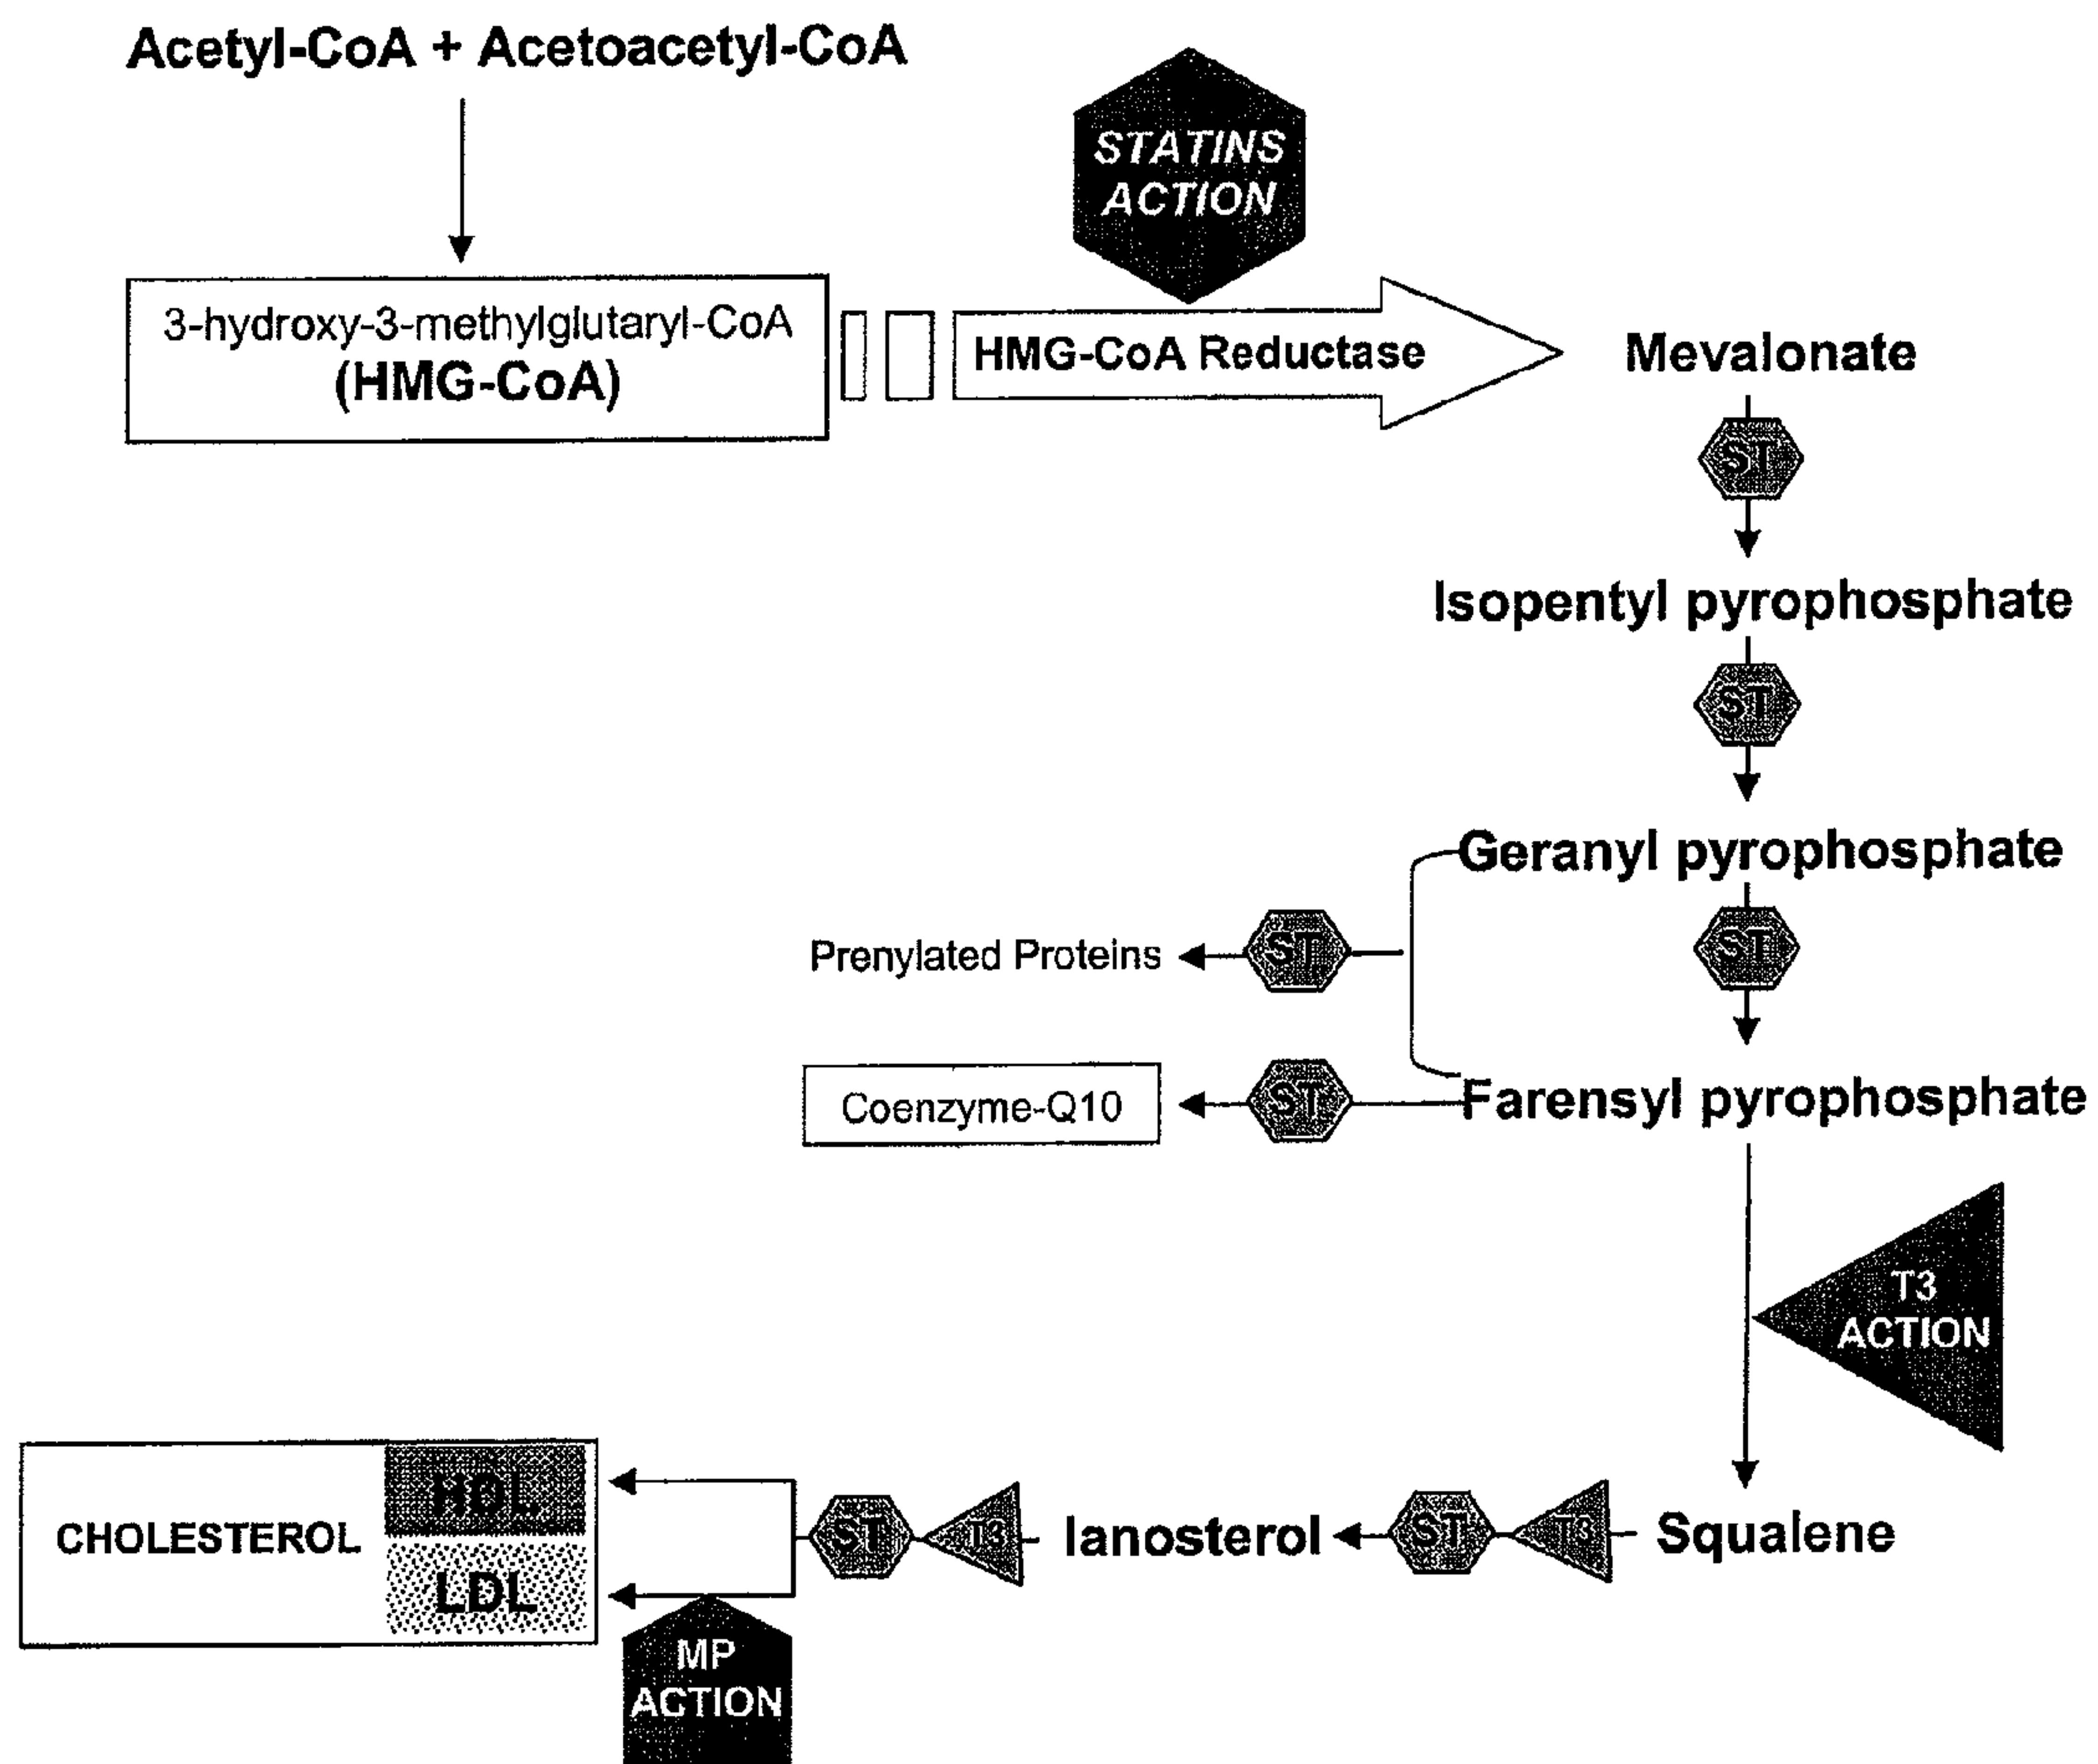 Acetyl-CoA + Acetoacetyl-CoA
STATINS
ACTION
3-hydroxy-3-methylglutaryl-CoA
(HMG-CoA)
HMG-CoA Reductase
Mevalonate
ST
Isopentyl pyrophosphate
ST
Geranyl pyrophosphate
Prenylated Proteins
ST
ST
Coenzyme-Q10
ST
Farensyl pyrophosphate
T3
ACTION
CHOLESTEROL
HDL
LDL
ST
T3
lanosterol
ST
T3
Squalene
MP
ACTION